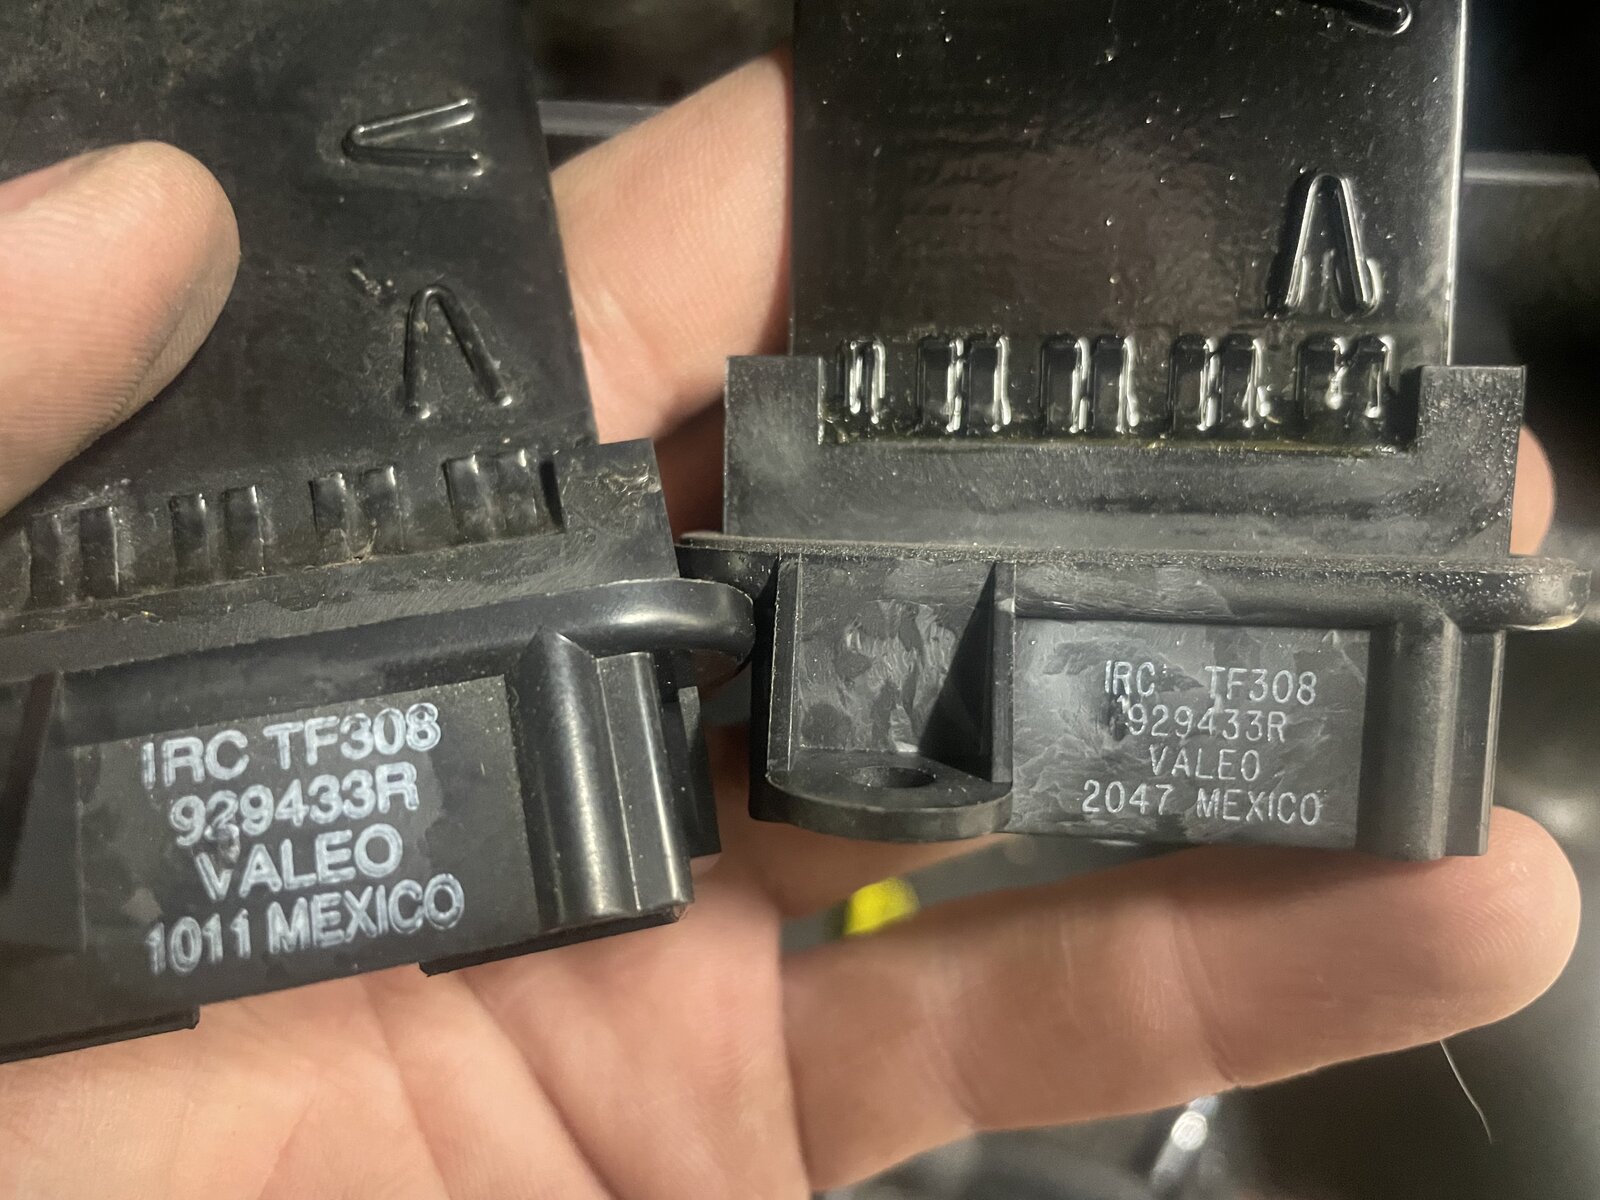 IRC TF308
929433R
VALEO
1011 MEXICO
IRC TF308
929433R
VALEO
2047 MEXICO